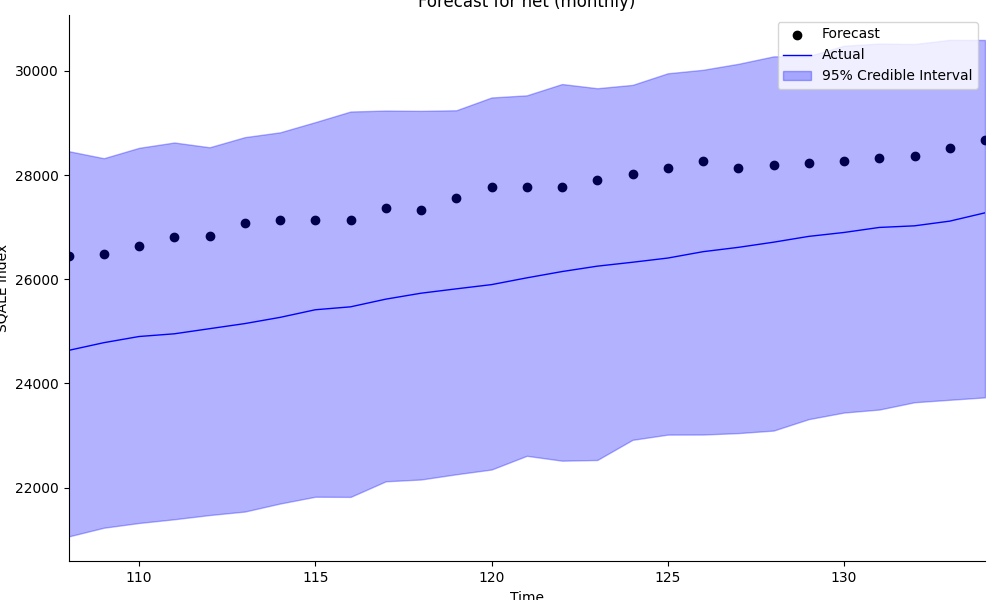 Forecast for net (monthly)
Forecast
Actual
95% Credible Interval
30000
28000
26000
24000
22000
SQALE Index
110
115
120
125
130
Time